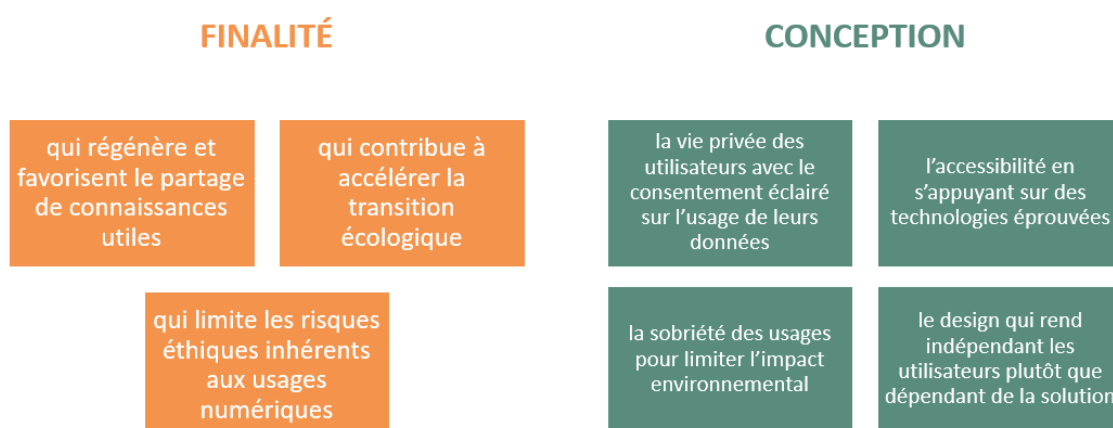 FINALITÉ
CONCEPTION
qui régénère et
favorisent le partage
de connaissances
utiles
qui contribue à
accélérer la
transition
écologique
qui limite les risques
éthiques inhérents
aux usages
numériques
la vie privée des
utilisateurs avec le
consentement éclairé
sur l’usage de leurs
données
l’accessibilité en
s’appuyant sur des
technologies éprouvées
la sobriété des usages
pour limiter l’impact
environnemental
le design qui rend
indépendant les
utilisateurs plutôt que
dépendant de la solution